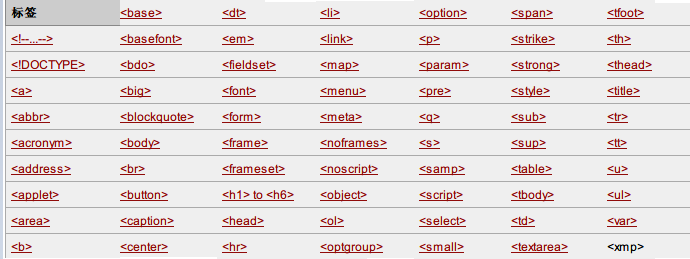 标签 <base> <dt> <li> <option> <span> <tfoot>
<!--...--> <basefont> <em> <link> <p> <strike> <th>
<!DOCTYPE> <bdo> <fieldset> <map> <param> <strong> <thead>
<a> <big> <font> <menu> <pre> <style> <title>
<abbr> <blockquote> <form> <meta> <q> <sub> <tr>
<acronym> <body> <frame> <noframes> <s> <sup> <tt>
<address> <br> <frameset> <noscript> <samp> <table> <u>
<applet> <button> <h1> to <h6> <object> <script> <tbody> <ul>
<area> <caption> <head> <ol> <select> <td> <var>
<b> <center> <hr> <optgroup> <small> <textarea> <xmp>